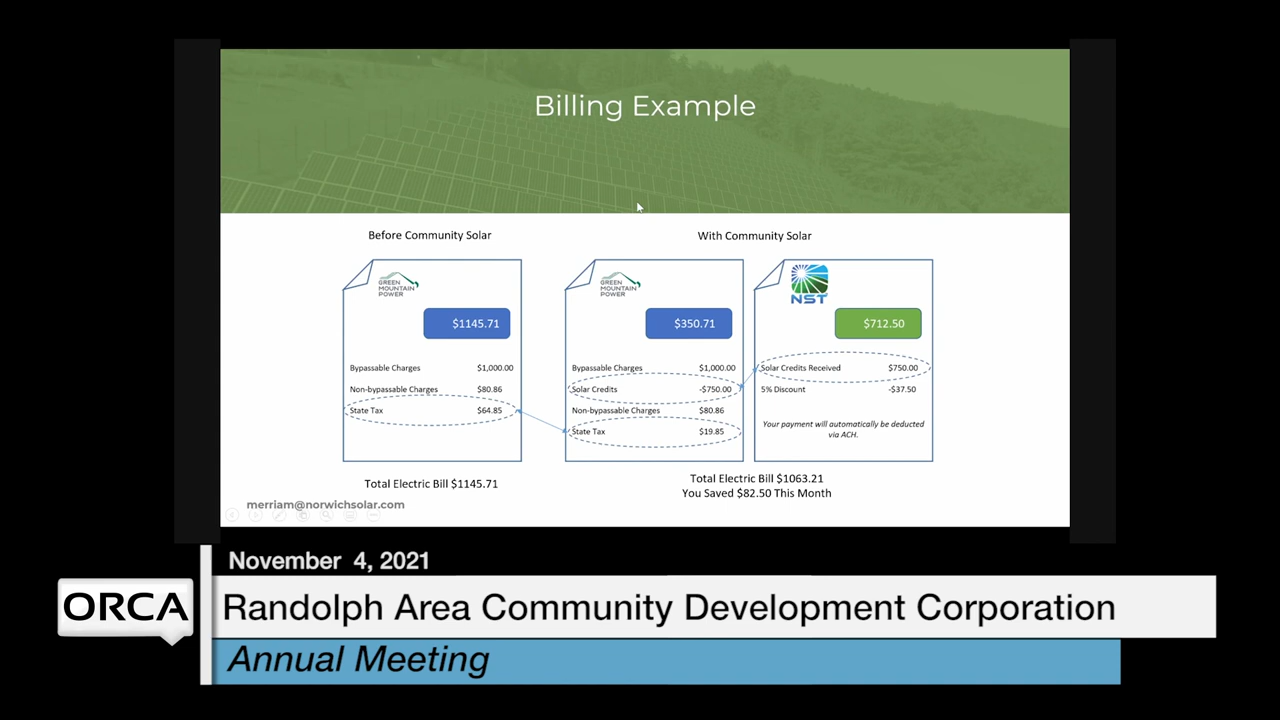 Billing Example
Before Community Solar
With Community Solar
GREEN
MOUNTAIN
POWER
$1145.71
Bypassable Charges $1,000.00
Non-bypassable Charges $80.86
State Tax $64.85
Total Electric Bill $1145.71
GREEN
MOUNTAIN
POWER
$350.71
Bypassable Charges $1,000.00
Solar Credits -$750.00
Non-bypassable Charges $80.86
State Tax $19.85
NST
$712.50
Solar Credits Received $750.00
5% Discount -$37.50
Your payment will automatically be deducted
via ACH.
Total Electric Bill $1063.21
You Saved $82.50 This Month
merriam@norwichsolar.com
November 4, 2021
ORCA
Randolph Area Community Development Corporation
Annual Meeting